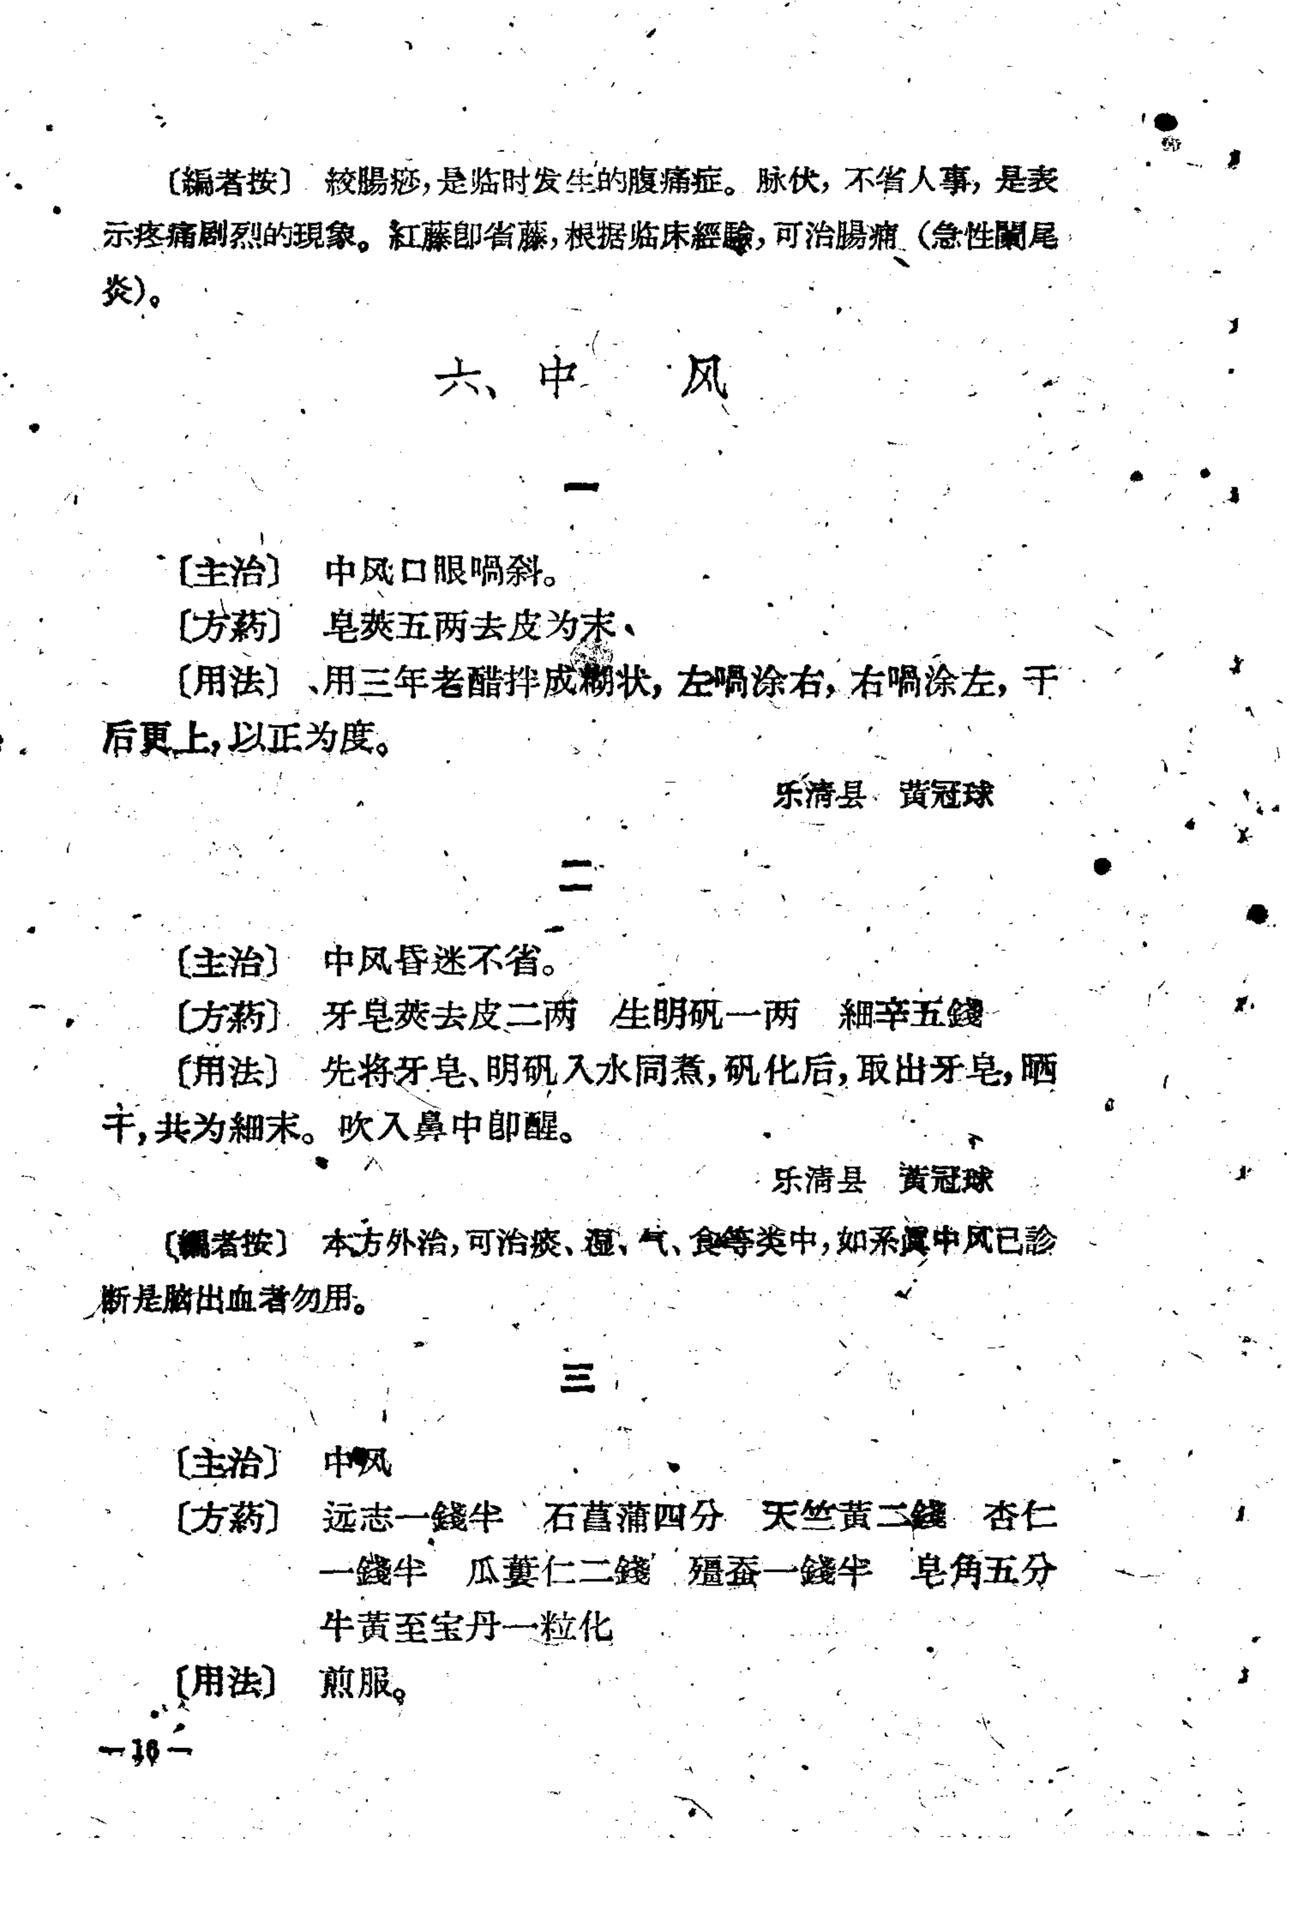 〔編者按〕 絞腸痧，是临时发生的腹痛症。脉伏，不省人事，是表
示疼痛剧烈的現象。紅藤卽省藤，根据临床經驗，可治腸癰（急性闌尾
炎）。
六、中 风
一
〔主治〕 中风口眼喎斜。
〔方葯〕 皂莢五两去皮为末、
〔用法〕 用三年老醋拌成糊状，左喎涂右，右喎涂左，干
后更上，以正为度。
乐清县 黄冠球
二
〔主治〕 中风昏迷不省。
〔方葯〕 牙皂莢去皮二两 生明矾一两 細辛五錢
〔用法〕 先将牙皂、明矾入水同煮，矾化后，取出牙皂，晒
干，共为細末。吹入鼻中卽醒。
乐清县 黄冠球
〔編者按〕 本方外治，可治痰、湿、气、食等类中，如系眞中风已診
断是脑出血者勿用。
三
〔主治〕 中风
〔方葯〕 远志一錢半 石菖蒲四分 天竺黃二錢 杏仁
一錢半 瓜蔞仁二錢 殭蚕一錢半 皂角五分
牛黃至宝丹一粒化
〔用法〕 煎服。
—16—